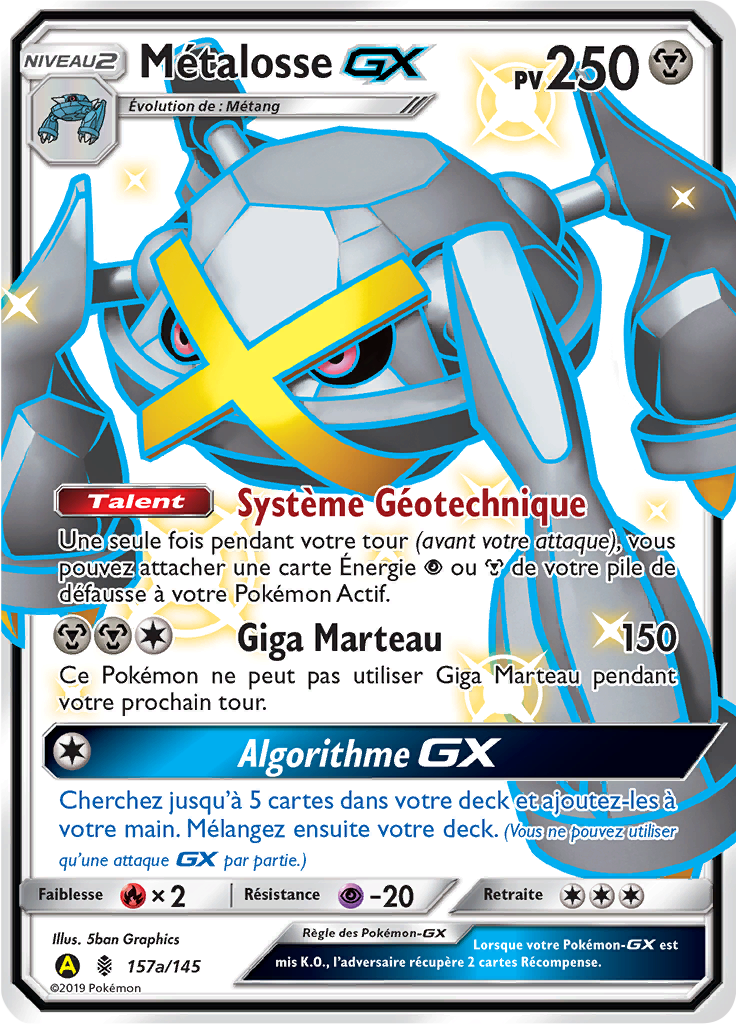 NIVEAU2 Métalosse GX PV250
Évolution de : Métang
Talent Système Géotechnique
Une seule fois pendant votre tour (avant votre attaque), vous
pouvez attacher une carte Énergie ou de votre pile de
défausse à votre Pokémon Actif.
Giga Marteau 150
Ce Pokémon ne peut pas utiliser Giga Marteau pendant
votre prochain tour.
Algorithme GX
Cherchez jusqu'à 5 cartes dans votre deck et ajoutez-les à
votre main. Mélangez ensuite votre deck. (Vous ne pouvez utiliser
qu'une attaque GX par partie.)
Faiblesse ×2 Résistance -20 Retraite
Illus. 5ban Graphics
A 157a/145
©2019 Pokémon
Règle des Pokémon-GX
Lorsque votre Pokémon-GX est
mis K.O., l'adversaire récupère 2 cartes Récompense.